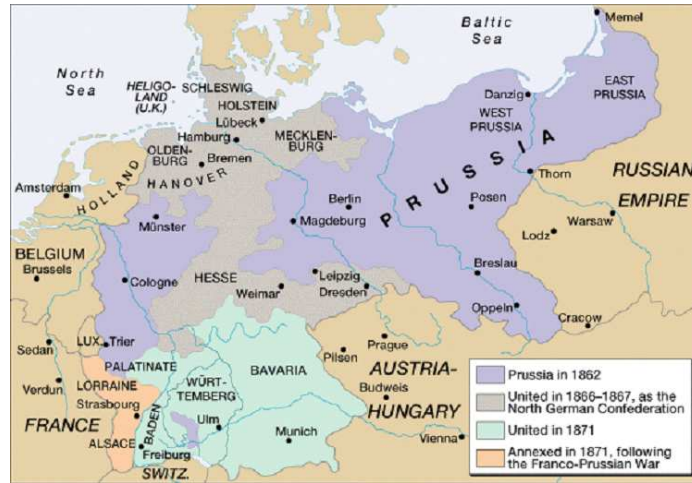 Baltic
Sea
Memel
North
Sea
HELIGO-
LAND
(U.K.)
SCHLESWIG
HOLSTEIN
Lübeck
Hamburg
MECKLEN-
BURG
Danzig
WEST
PRUSSIA
EAST
PRUSSIA
OLDEN-
BURG
Bremen
HANOVER
PRUSSIA
Thorn
RUSSIAN
EMPIRE
Amsterdam
HOLLAND
Münster
Berlin
Magdeburg
Posen
Warsaw
Lodz
BELGIUM
Brussels
Cologne
HESSE
Weimar
Leipzig
Dresden
Breslau
Oppeln
Cracow
Sedan
LUX.
Trier
Verdun
PALATINATE
LORRAINE
Strasbourg
FRANCE
ALSACE
BADEN
Freiburg
WÜRT-
TEMBERG
Ulm
BAVARIA
Munich
SWITZ.
Prague
Pilsen
AUSTRIA-
HUNGARY
Budweis
Vienna
Prussia in 1862
United in 1866–1867, as the
North German Confederation
United in 1871
Annexed in 1871, following
the Franco-Prussian War